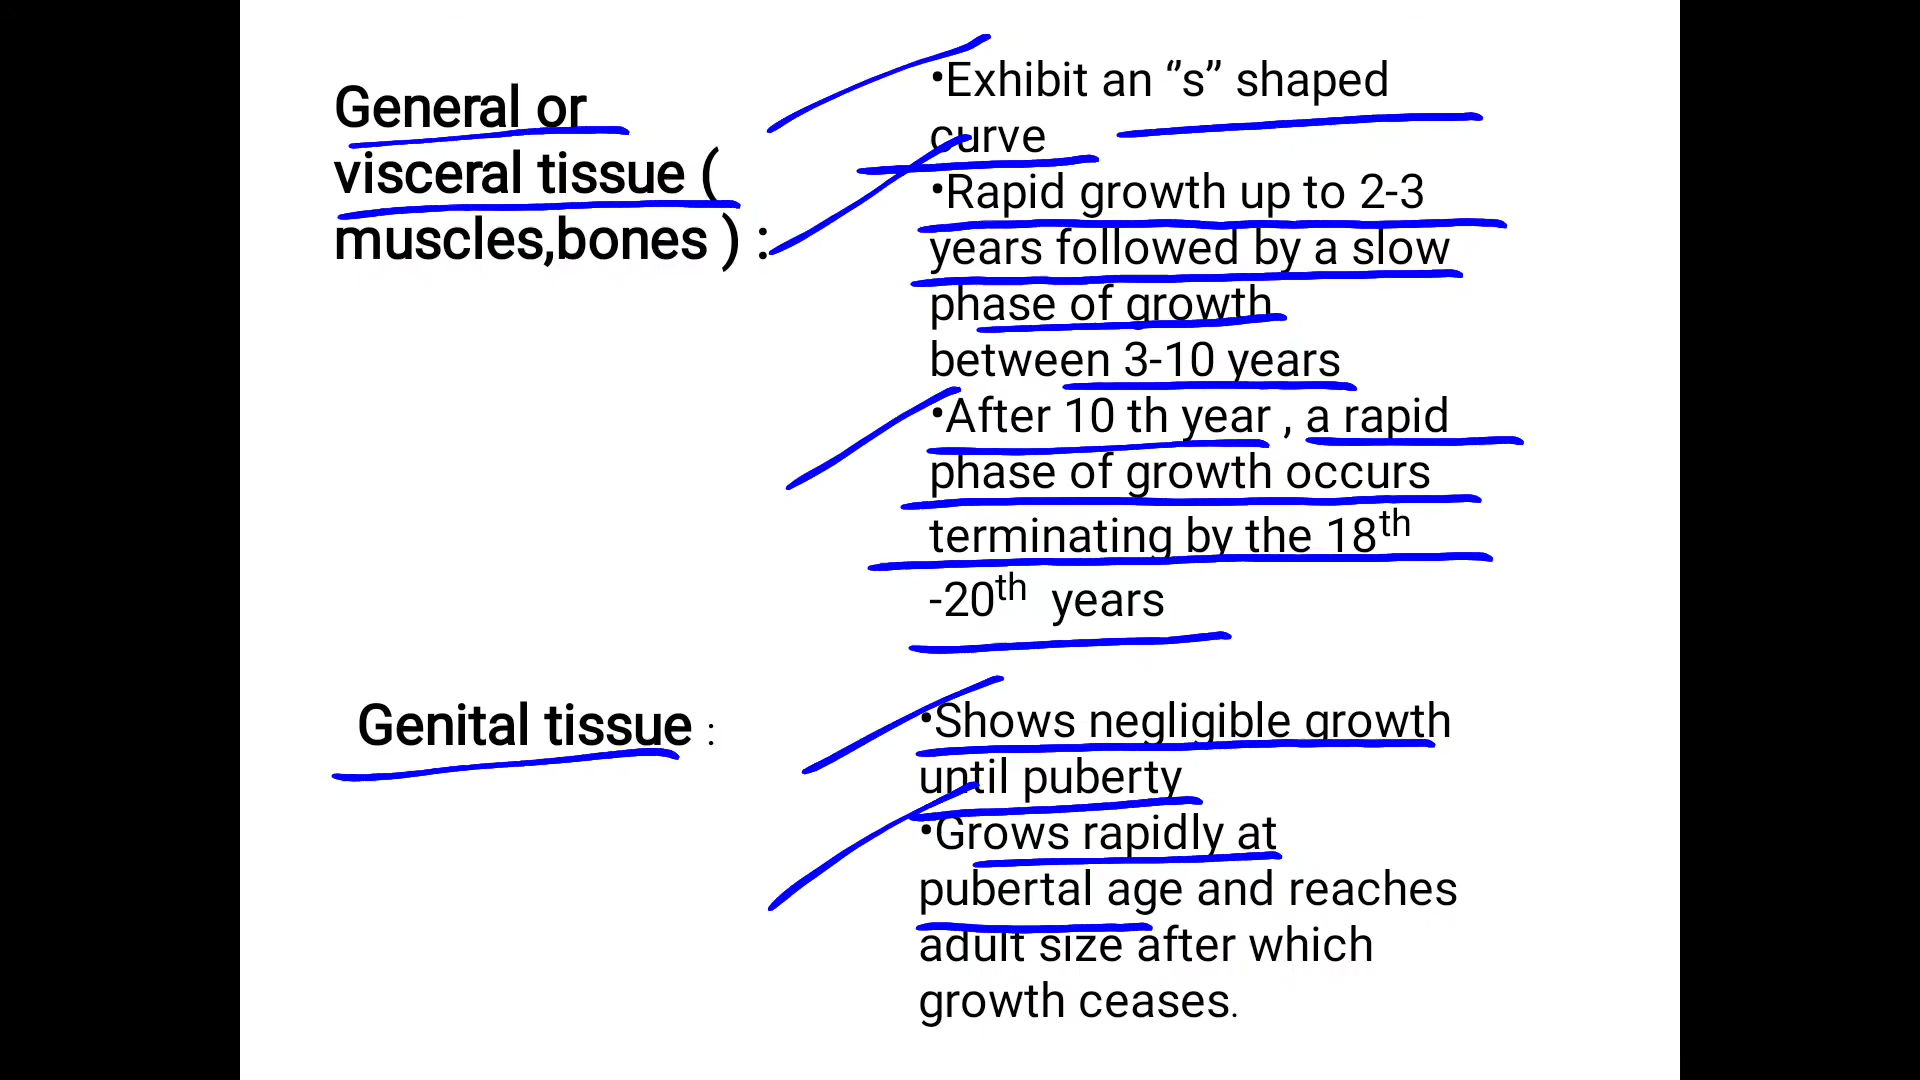 General or
visceral tissue (
muscles,bones ) :
•Exhibit an “s” shaped
curve
•Rapid growth up to 2-3
years followed by a slow
phase of growth
between 3-10 years
•After 10 th year , a rapid
phase of growth occurs
terminating by the 18th
-20th years
Genital tissue :
•Shows negligible growth
until puberty
•Grows rapidly at
pubertal age and reaches
adult size after which
growth ceases.